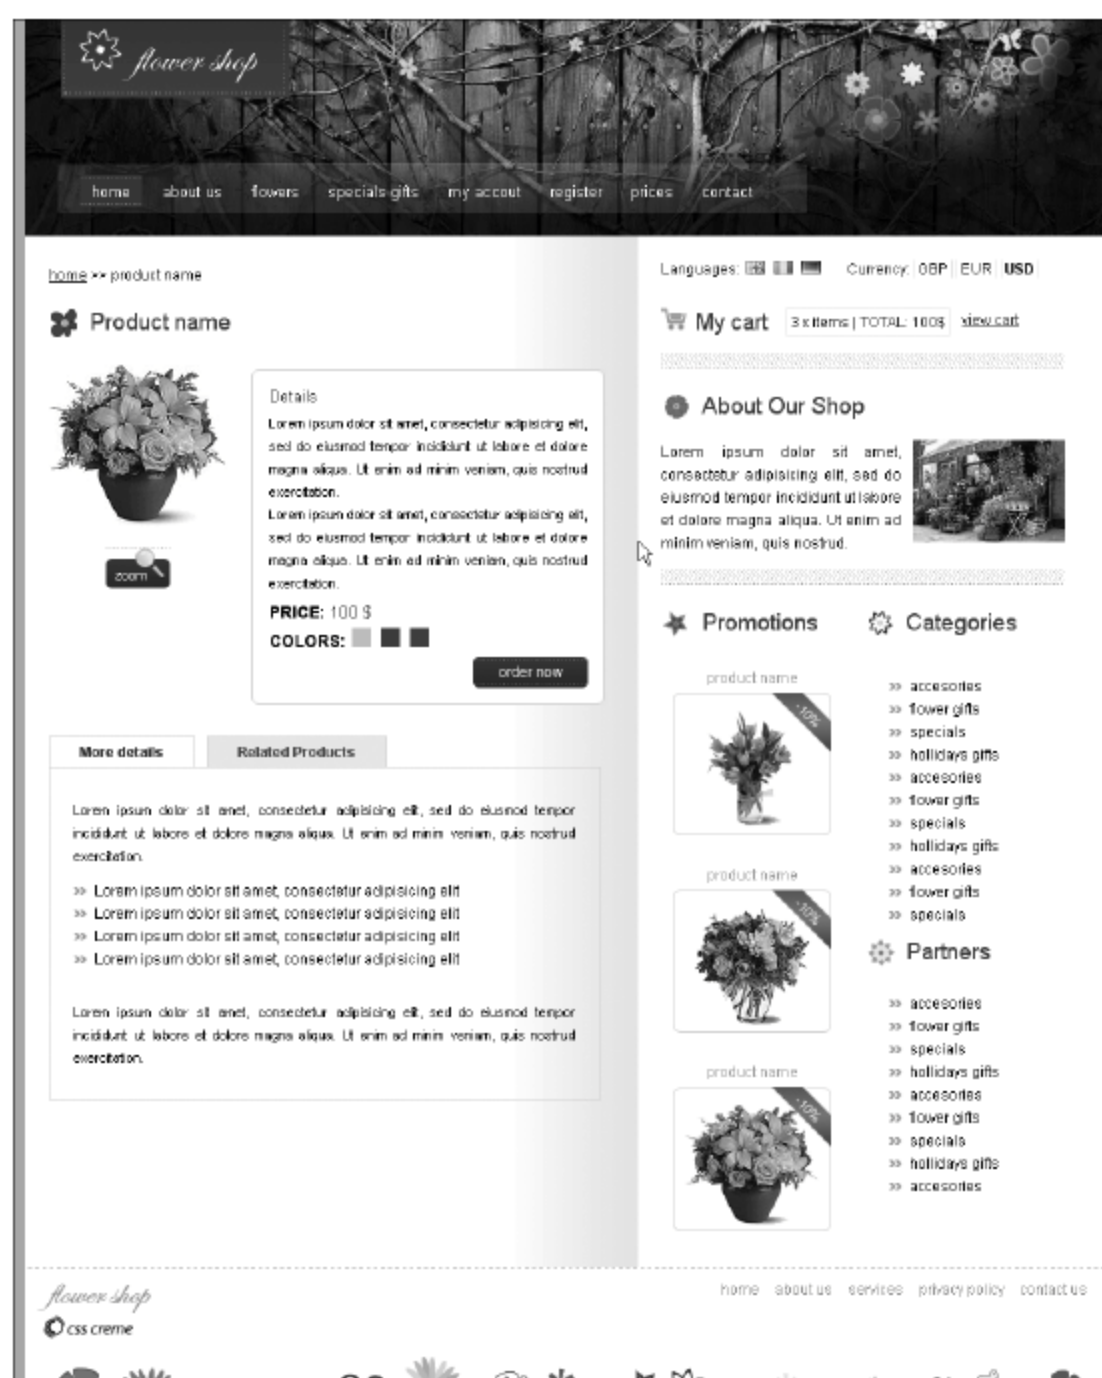 flower shop
home about us flowers specials gifts my accout register prices contact
home >> product name
Product name
Details
Lorem ipsum dolor sit amet, consectetur adipisicing elit,
sed do eiusmod tempor incididunt ut labore et dolore
magna aliqua. Ut enim ad minim veniam, quis nostrud
exercitation.
Lorem ipsum dolor sit amet, consectetur adipisicing elit,
sed do eiusmod tempor incididunt ut labore et dolore
magna aliqua. Ut enim ad minim veniam, quis nostrud
exercitation.
PRICE: 100 $
COLORS:
zoom
order now
More details Related Products
Lorem ipsum dolor sit amet, consectetur adipisicing elit, sed do eiusmod tempor
incididunt ut labore et dolore magna aliqua. Ut enim ad minim veniam, quis nostrud
exercitation.
>> Lorem ipsum dolor sit amet, consectetur adipisicing elit
>> Lorem ipsum dolor sit amet, consectetur adipisicing elit
>> Lorem ipsum dolor sit amet, consectetur adipisicing elit
>> Lorem ipsum dolor sit amet, consectetur adipisicing elit
Lorem ipsum dolor sit amet, consectetur adipisicing elit, sed do eiusmod tempor
incididunt ut labore et dolore magna aliqua. Ut enim ad minim veniam, quis nostrud
exercitation.
Languages: Currency: GBP EUR USD
My cart 3 x items | TOTAL: 100$ view cart
About Our Shop
Lorem ipsum dolor sit amet,
consectetur adipisicing elit, sed do
eiusmod tempor incididunt ut labore
et dolore magna aliqua. Ut enim ad
minim veniam, quis nostrud.
Promotions
product name
-10%
product name
-10%
product name
-10%
Categories
>> accesories
>> flower gifts
>> specials
>> hollidays gifts
>> accesories
>> flower gifts
>> specials
>> hollidays gifts
>> accesories
>> flower gifts
>> specials
Partners
>> accesories
>> flower gifts
>> specials
>> hollidays gifts
>> accesories
>> flower gifts
>> specials
>> hollidays gifts
>> accesories
flower shop
css creme
home about us services privacy policy contact us